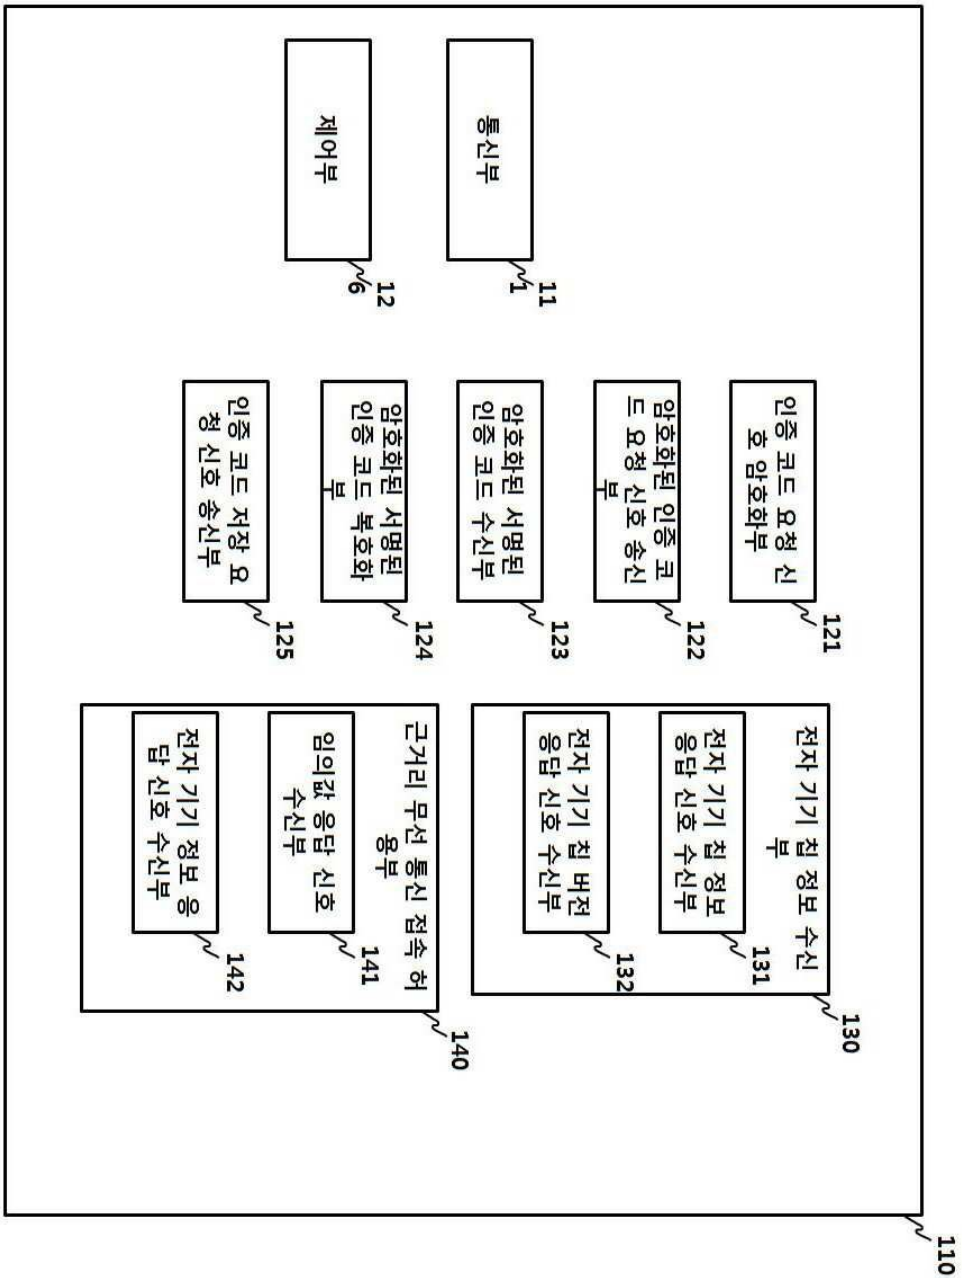 통신부
11
1
제어부
12
6
인증 코드 요청 신
호 암호화부
121
암호화된 인증 코
드 요청 신호 송신
부
122
암호화된 서명된
인증 코드 수신부
123
암호화된 서명된
인증 코드 복호화
부
124
인증 코드 저장 요
청 신호 송신부
125
전자 기기 칩 정보 수신
부
전자 기기 칩 정보
응답 신호 수신부
131
전자 기기 칩 버전
응답 신호 수신부
132
130
근거리 무선 통신 접속 허
용부
임의값 응답 신호
수신부
141
전자 기기 정보 응
답 신호 수신부
142
140
110